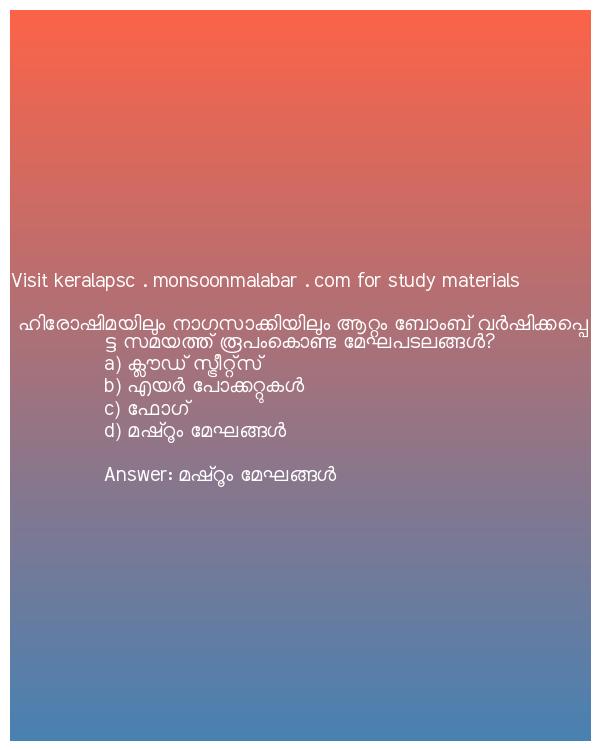 Visit keralapsc . monsoonmalabar . com for study materials
ഹിരോഷിമയിലും നാഗസാക്കിയിലും ആറ്റം ബോംബ് വർഷിക്കപ്പെ
ട്ട സമയത്ത് രൂപംകൊണ്ട മേഘപടലങ്ങൾ?
a) ക്ലൗഡ് സ്ട്രീറ്റ്സ്
b) എയർ പോക്കറ്റുകൾ
c) ഫോഗ്
d) മഷ്റൂം മേഘങ്ങൾ
Answer: മഷ്റൂം മേഘങ്ങൾ